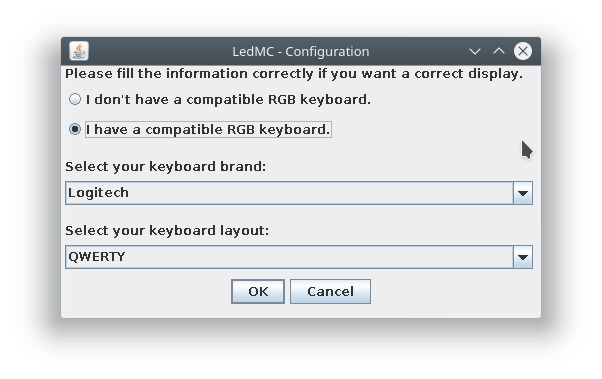 LedMC - Configuration
Please fill the information correctly if you want a correct display.
I don't have a compatible RGB keyboard.
I have a compatible RGB keyboard.
Select your keyboard brand:
Logitech
Select your keyboard layout:
QWERTY
OK Cancel